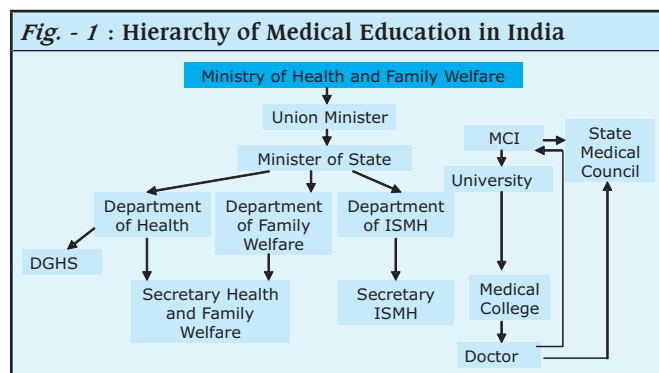 Fig. - 1 : Hierarchy of Medical Education in India
Ministry of Health and Family Welfare
Union Minister
Minister of State
Department
of Health
Department
of Family
Welfare
Department
of ISMH
DGHS
Secretary Health
and Family
Welfare
Secretary
ISMH
MCI
State
Medical
Council
University
Medical
College
Doctor